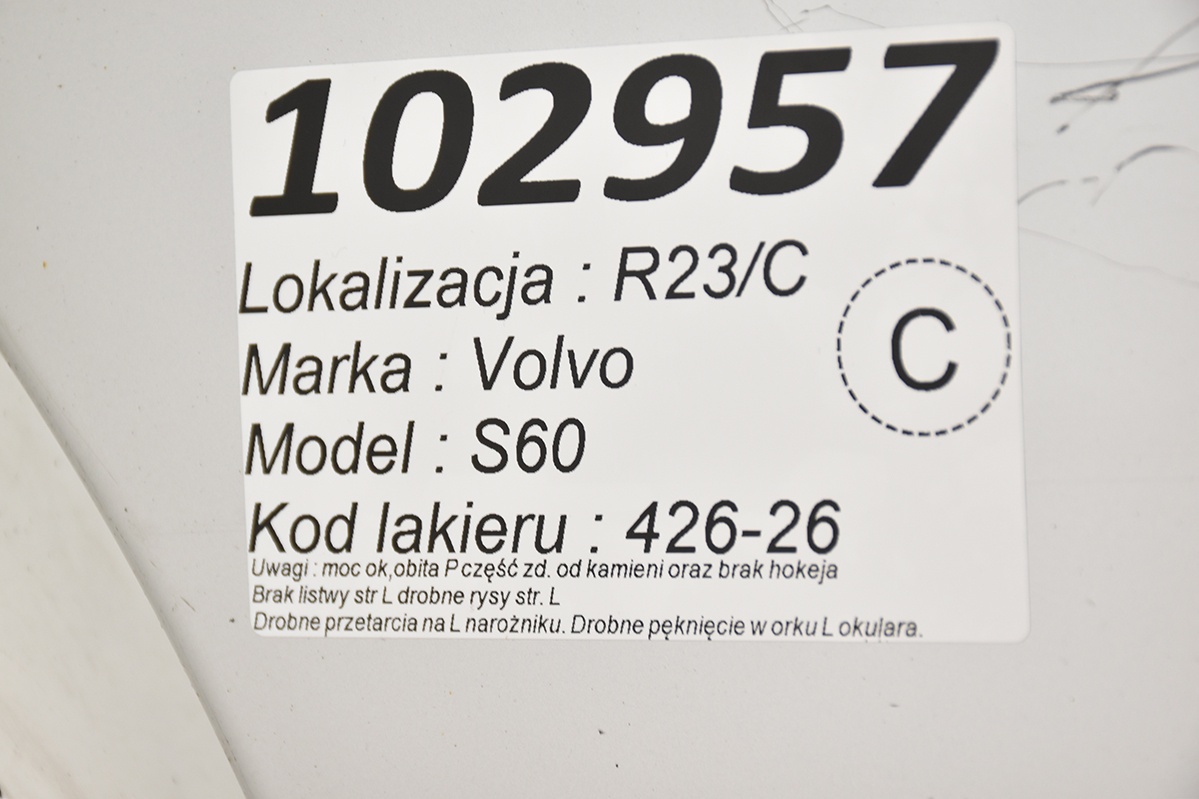 102957
Lokalizacja : R23/C
C
Marka : Volvo
Model : S60
Kod lakieru : 426-26
Uwagi : moc ok,obita P część zd. od kamieni oraz brak hokeja
Brak listwy str L drobne rysy str. L
Drobne przetarcia na L narożniku. Drobne pęknięcie w orku L okulara.